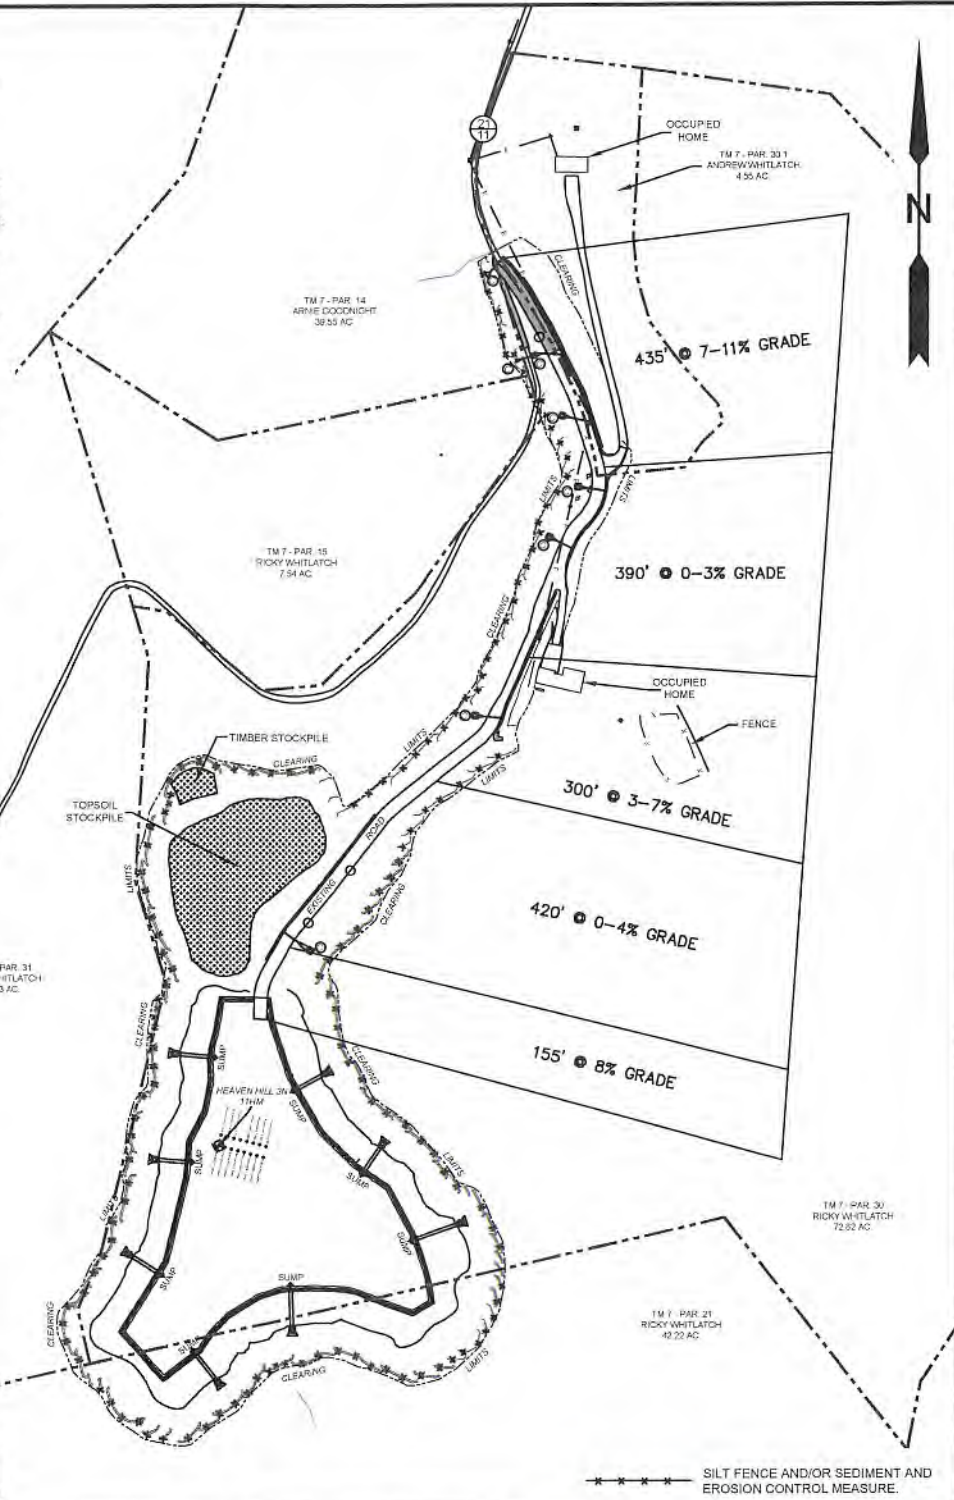 21
11
OCCUPIED
HOME
TM 7 - PAR. 30.1
ANDREW WHITLATCH
4.55 AC.
N
CLEARING
TM 7 - PAR. 14
ARNIE GOODNIGHT
39.55 AC.
435' @ 7-11% GRADE
LIMITS
LIMITS
TM 7 - PAR. 15
RICKY WHITLATCH
7.54 AC.
390' @ 0-3% GRADE
CLEARING
OCCUPIED
HOME
FENCE
TIMBER STOCKPILE
LIMITS
CLEARING
LIMITS
300' @ 3-7% GRADE
TOPSOIL
STOCKPILE
ROAD
EXISTING
LIMITS
CLEARING
420' @ 0-4% GRADE
PAR. 31
HITLATCH
3 AC.
CLEARING
SUMP
CLEARING
155' @ 8% GRADE
HEAVEN HILL 3N
11HM
SUMP
SUMP
SUMP
LIMITS
LIMITS
TM 7 - PAR. 30
RICKY WHITLATCH
72.82 AC.
SUMP
SUMP
SUMP
CLEARING
TM 7 - PAR. 21
RICKY WHITLATCH
42.22 AC.
SUMP
LIMITS
CLEARING
SILT FENCE AND/OR SEDIMENT AND
EROSION CONTROL MEASURE.